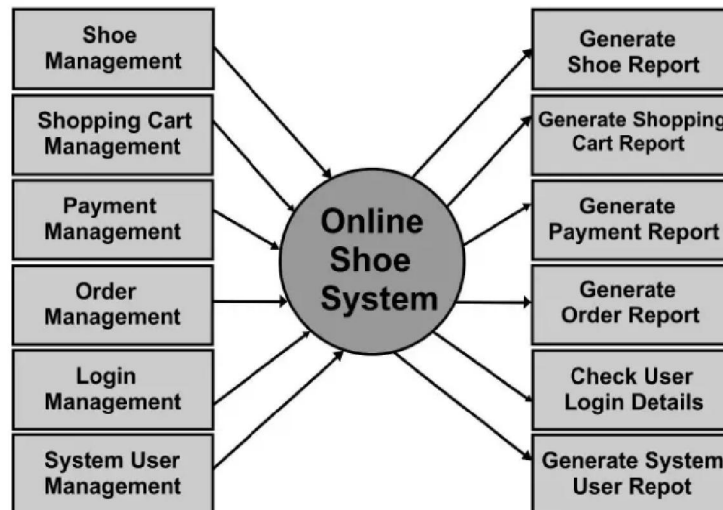 Shoe
Management
Shopping Cart
Management
Payment
Management
Order
Management
Login
Management
System User
Management
Online
Shoe
System
Generate
Shoe Report
Generate Shopping
Cart Report
Generate
Payment Report
Generate
Order Report
Check User
Login Details
Generate System
User Repot